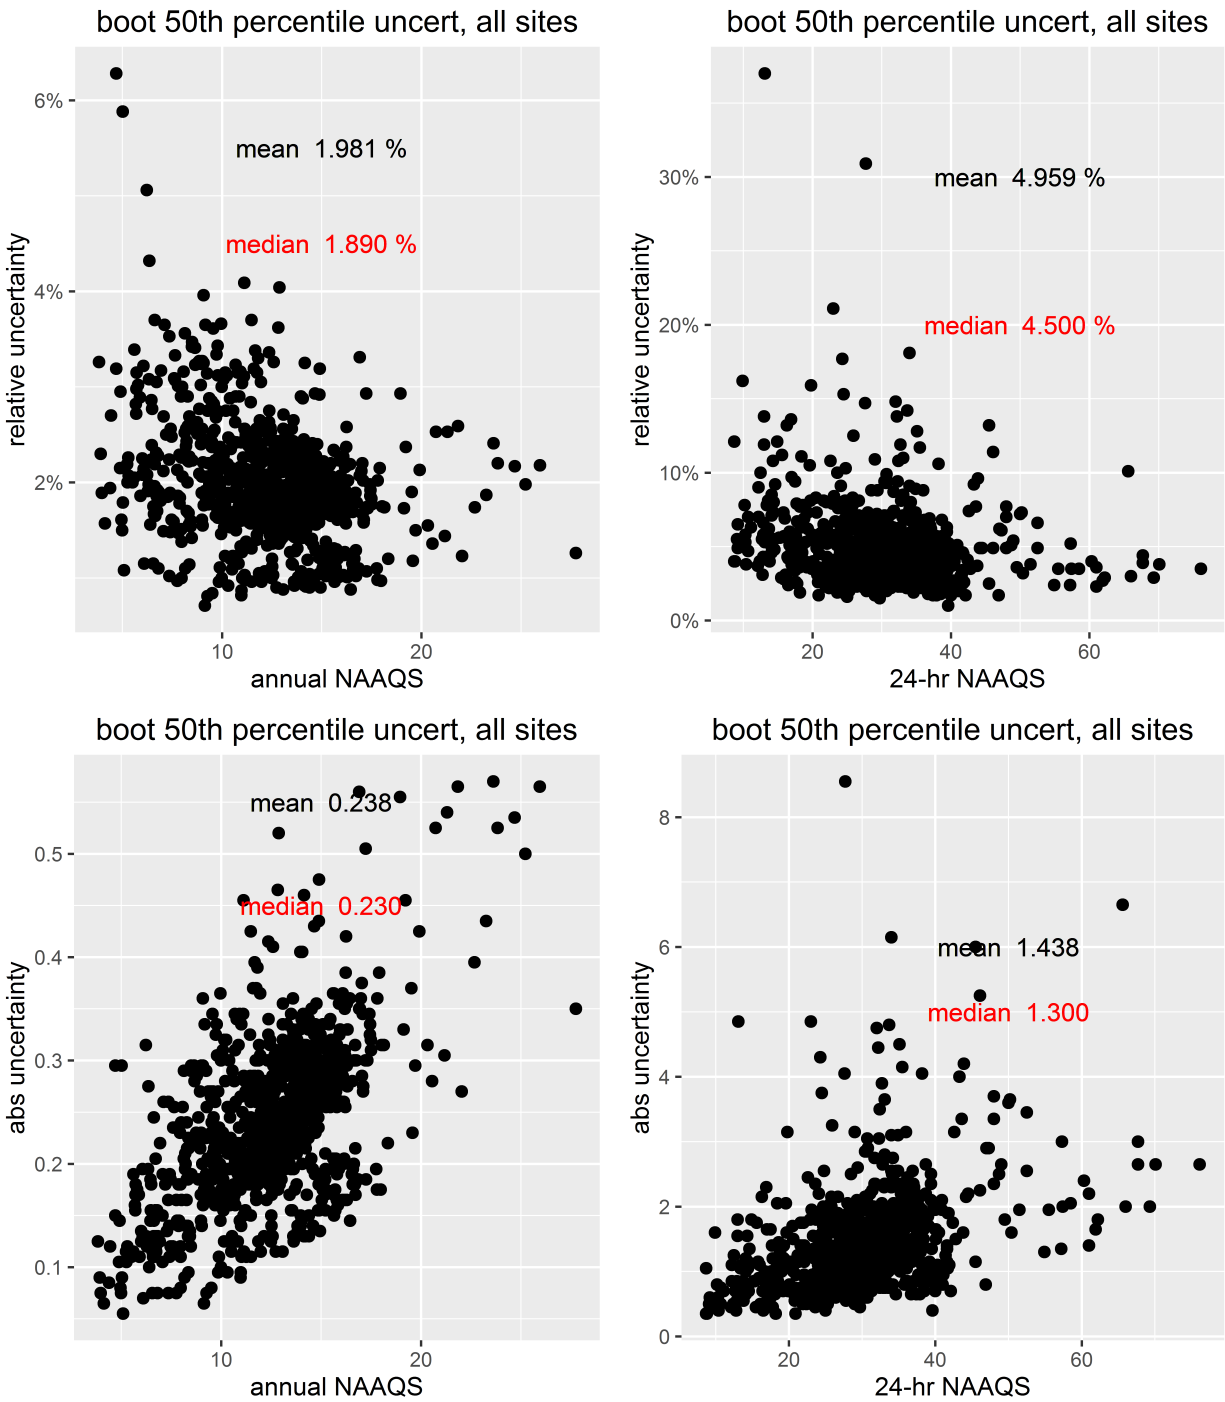 boot 50th percentile uncert, all sites
relative uncertainty
6%
4%
2%
mean  1.981 %
median  1.890 %
10
20
annual NAAQS
boot 50th percentile uncert, all sites
relative uncertainty
30%
20%
10%
0%
mean  4.959 %
median  4.500 %
20
40
60
24-hr NAAQS
boot 50th percentile uncert, all sites
abs uncertainty
0.5
0.4
0.3
0.2
0.1
mean  0.238
median  0.230
10
20
annual NAAQS
boot 50th percentile uncert, all sites
abs uncertainty
8
6
4
2
0
mean  1.438
median  1.300
20
40
60
24-hr NAAQS